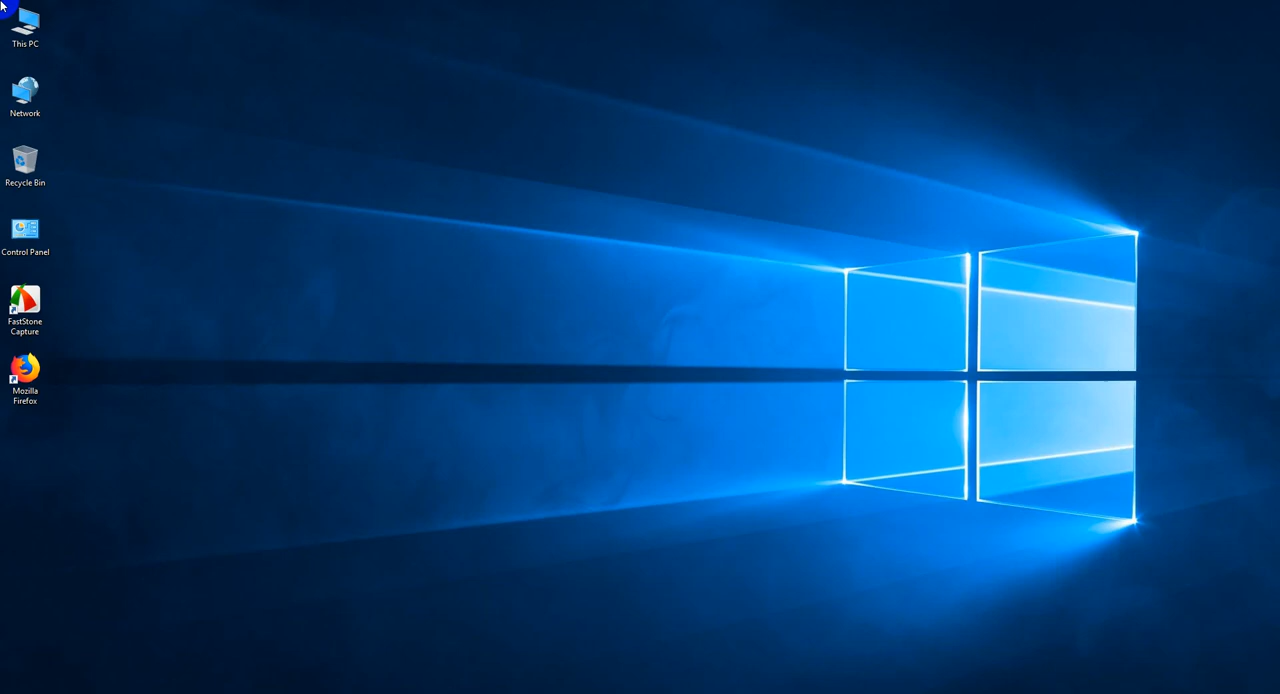 This PC
Network
Recycle Bin
Control Panel
FastStone
Capture
Mozilla
Firefox